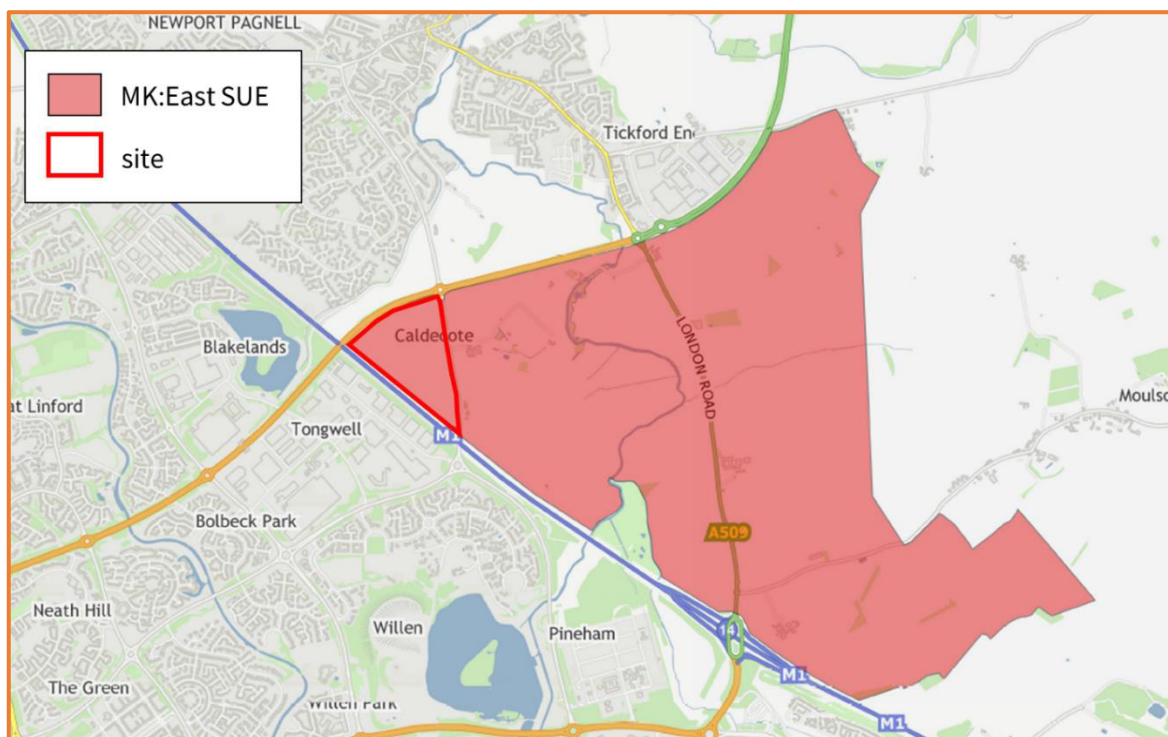 NEWPORT PAGNELL
MK:East SUE
site
Tickford En
Caldecote
Blakelands
at Linford
Tongwell
M1
LONDON ROAD
Moulso
Bolbeck Park
A509
Neath Hill
Willen
Pineham
14
M1
The Green
Willen Park
M1